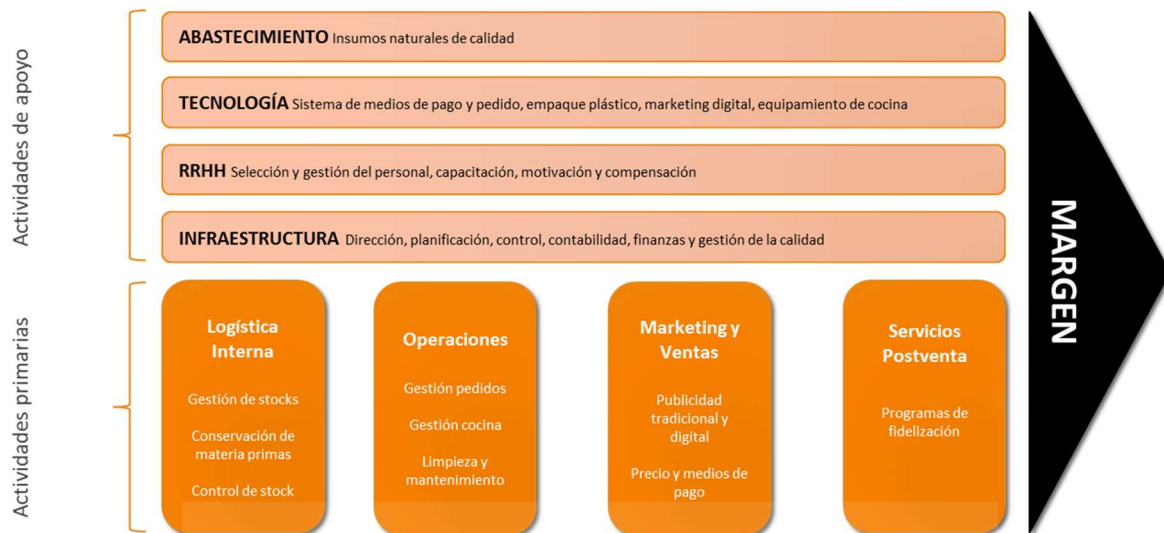 Actividades de apoyo
ABASTECIMIENTO Insumos naturales de calidad
TECNOLOGÍA Sistema de medios de pago y pedido, empaque plástico, marketing digital, equipamiento de cocina
RRHH Selección y gestión del personal, capacitación, motivación y compensación
INFRAESTRUCTURA Dirección, planificación, control, contabilidad, finanzas y gestión de la calidad
Actividades primarias
Logística
Interna
Gestión de stocks
Conservación de
materia primas
Control de stock
Operaciones
Gestión pedidos
Gestión cocina
Limpieza y
mantenimiento
Marketing y
Ventas
Publicidad
tradicional y
digital
Precio y medios de
pago
Servicios
Postventa
Programas de
fidelización
MARGEN